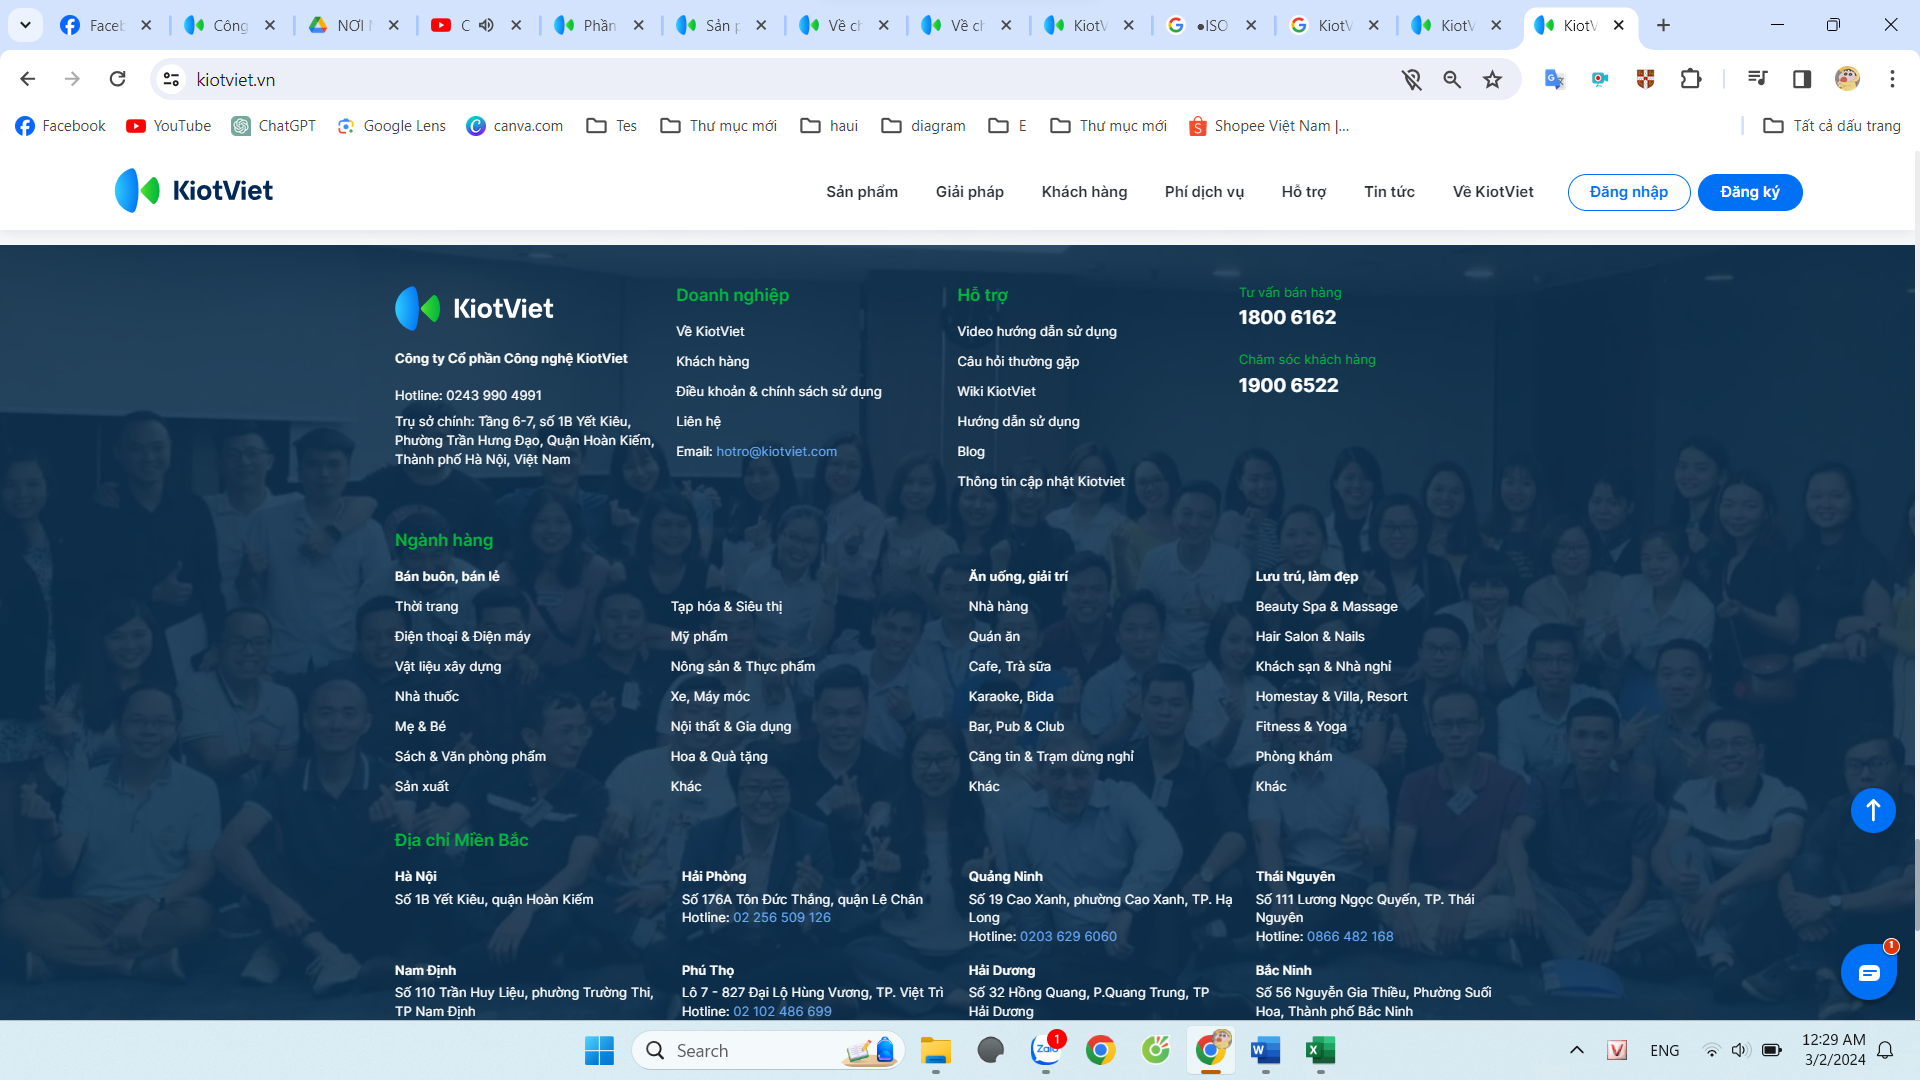 Faceb
Công
NƠI N
C
Phần
Sản p
Về ch
Về ch
KiotV
●ISO
KiotV
KiotV
KiotV
kiotviet.vn
Facebook
YouTube
ChatGPT
Google Lens
canva.com
Tes
Thư mục mới
haui
diagram
E
Thư mục mới
Shopee Việt Nam |...
Tất cả dấu trang
KiotViet
Sản phẩm
Giải pháp
Khách hàng
Phí dịch vụ
Hỗ trợ
Tin tức
Về KiotViet
Đăng nhập
Đăng ký
KiotViet
Công ty Cổ phần Công nghệ KiotViet
Hotline: 0243 990 4991
Trụ sở chính: Tầng 6-7, số 1B Yết Kiêu,
Phường Trần Hưng Đạo, Quận Hoàn Kiếm,
Thành phố Hà Nội, Việt Nam
Doanh nghiệp
Về KiotViet
Khách hàng
Điều khoản & chính sách sử dụng
Liên hệ
Email: hotro@kiotviet.com
Hỗ trợ
Video hướng dẫn sử dụng
Câu hỏi thường gặp
Wiki KiotViet
Hướng dẫn sử dụng
Blog
Thông tin cập nhật Kiotviet
Tư vấn bán hàng
1800 6162
Chăm sóc khách hàng
1900 6522
Ngành hàng
Bán buôn, bán lẻ
Thời trang
Điện thoại & Điện máy
Vật liệu xây dựng
Nhà thuốc
Mẹ & Bé
Sách & Văn phòng phẩm
Sản xuất
Tạp hóa & Siêu thị
Mỹ phẩm
Nông sản & Thực phẩm
Xe, Máy móc
Nội thất & Gia dụng
Hoa & Quà tặng
Khác
Ăn uống, giải trí
Nhà hàng
Quán ăn
Cafe, Trà sữa
Karaoke, Bida
Bar, Pub & Club
Căng tin & Trạm dừng nghỉ
Khác
Lưu trú, làm đẹp
Beauty Spa & Massage
Hair Salon & Nails
Khách sạn & Nhà nghỉ
Homestay & Villa, Resort
Fitness & Yoga
Phòng khám
Khác
Địa chỉ Miền Bắc
Hà Nội
Số 1B Yết Kiêu, quận Hoàn Kiếm
Hải Phòng
Số 176A Tôn Đức Thắng, quận Lê Chân
Hotline: 02 256 509 126
Quảng Ninh
Số 19 Cao Xanh, phường Cao Xanh, TP. Hạ
Long
Hotline: 0203 629 6060
Thái Nguyên
Số 111 Lương Ngọc Quyến, TP. Thái
Nguyên
Hotline: 0866 482 168
Nam Định
Số 110 Trần Huy Liệu, phường Trường Thi,
TP Nam Định
Phú Thọ
Lô 7 - 827 Đại Lộ Hùng Vương, TP. Việt Trì
Hotline: 02 102 486 699
Hải Dương
Số 32 Hồng Quang, P.Quang Trung, TP
Hải Dương
Bắc Ninh
Số 56 Nguyễn Gia Thiều, Phường Suối
Hoa, Thành phố Bắc Ninh
1
Search
Zalo
1
V
ENG
12:29 AM
3/2/2024